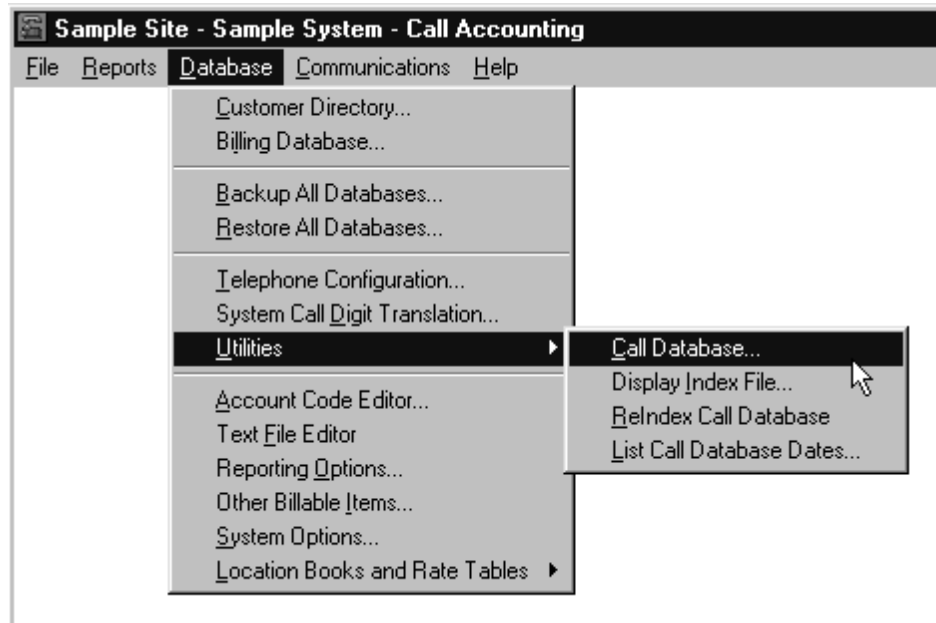 Sample Site - Sample System - Call Accounting
File Reports Database Communications Help
Customer Directory...
Billing Database...
Backup All Databases...
Restore All Databases...
Telephone Configuration...
System Call Digit Translation...
Utilities
Call Database...
Display Index File...
ReIndex Call Database
List Call Database Dates...
Account Code Editor...
Text File Editor
Reporting Options...
Other Billable Items...
System Options...
Location Books and Rate Tables